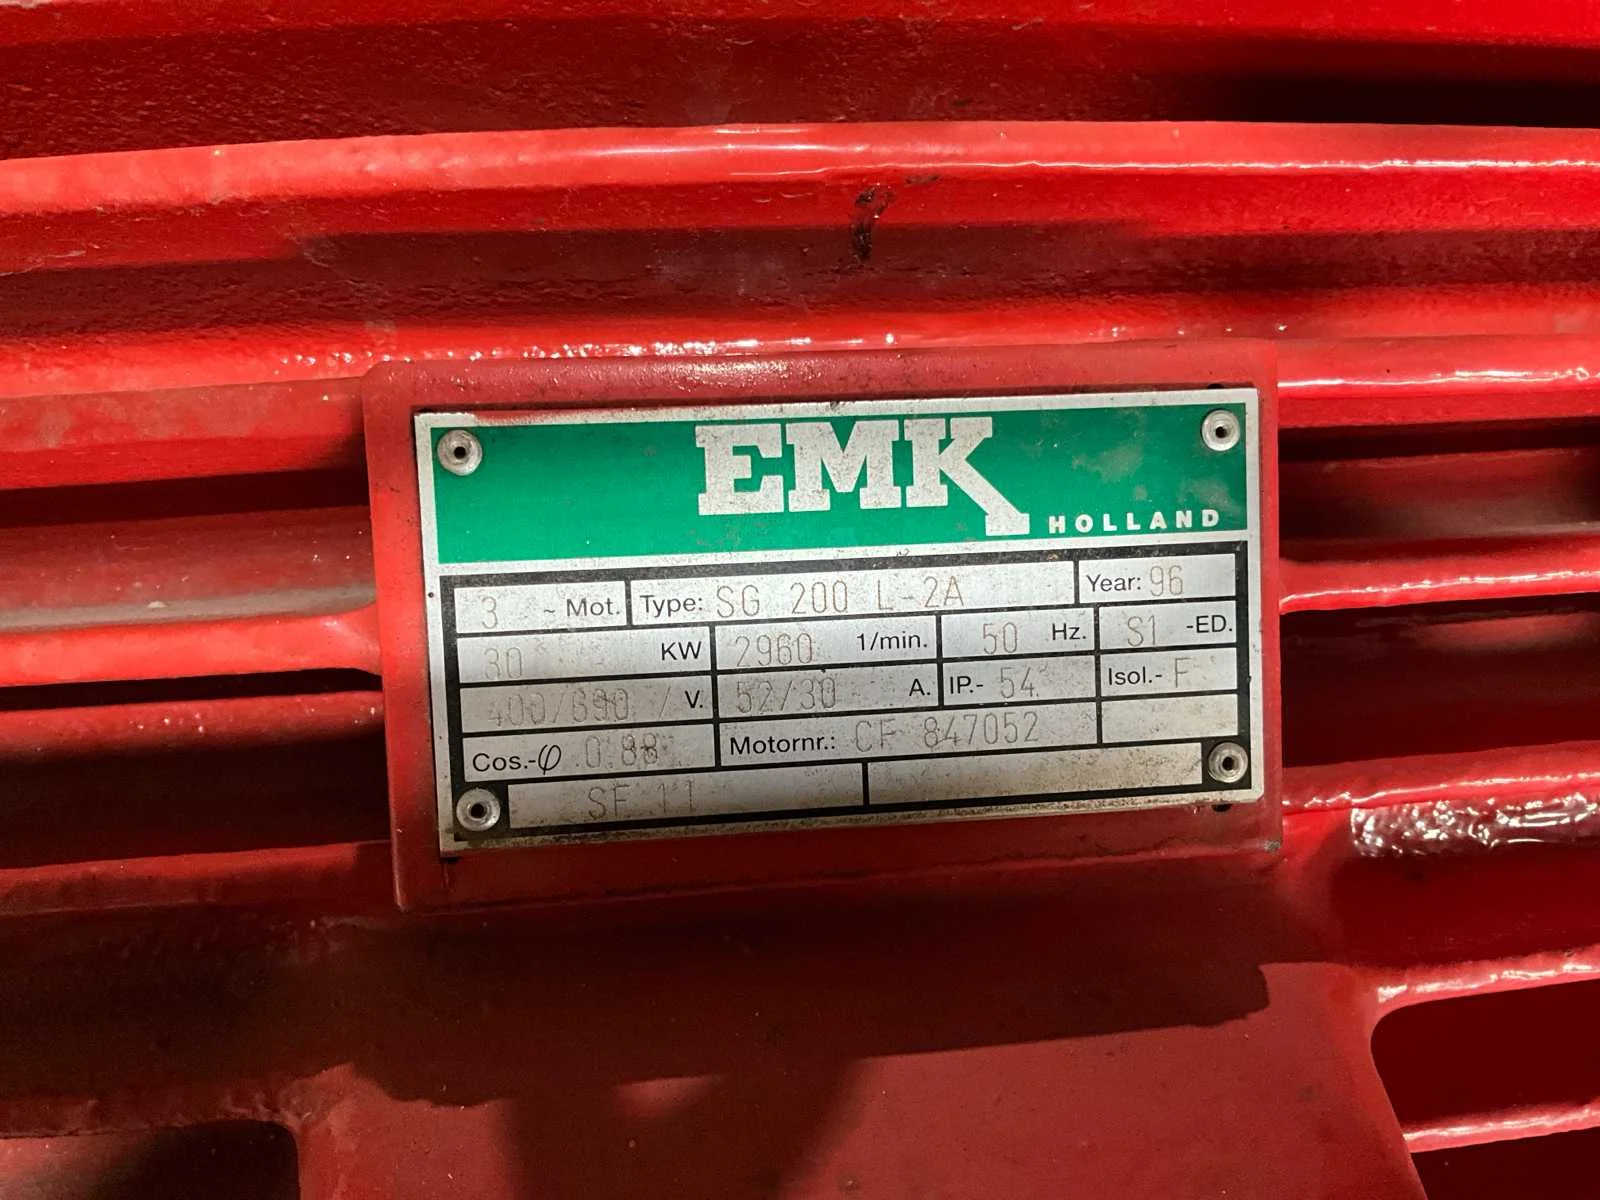 EMK
HOLLAND
3 ~ Mot. Type: SG 200 L-2A Year: 96
30 KW 2960 1/min. 50 Hz. S1 -ED.
400/690 / V. 52/30 A. IP.- 54 Isol.- F
Cos.-φ 0.88 Motornr.: CF 847052
SF 1.1